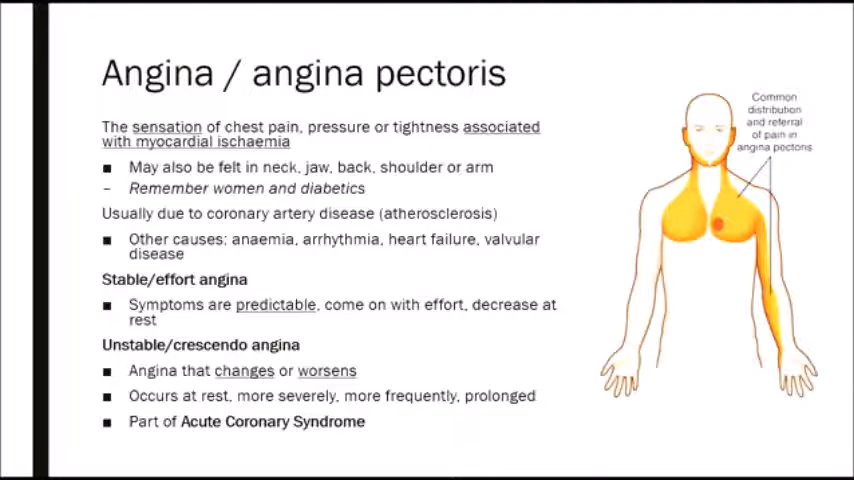 Angina / angina pectoris
The sensation of chest pain, pressure or tightness associated
with myocardial ischaemia
■ May also be felt in neck, jaw, back, shoulder or arm
– Remember women and diabetics
Usually due to coronary artery disease (atherosclerosis)
■ Other causes: anaemia, arrhythmia, heart failure, valvular
disease
Stable/effort angina
■ Symptoms are predictable, come on with effort, decrease at
rest
Unstable/crescendo angina
■ Angina that changes or worsens
■ Occurs at rest, more severely, more frequently, prolonged
■ Part of Acute Coronary Syndrome
Common
distribution
and referral
of pain in
angina pectoris